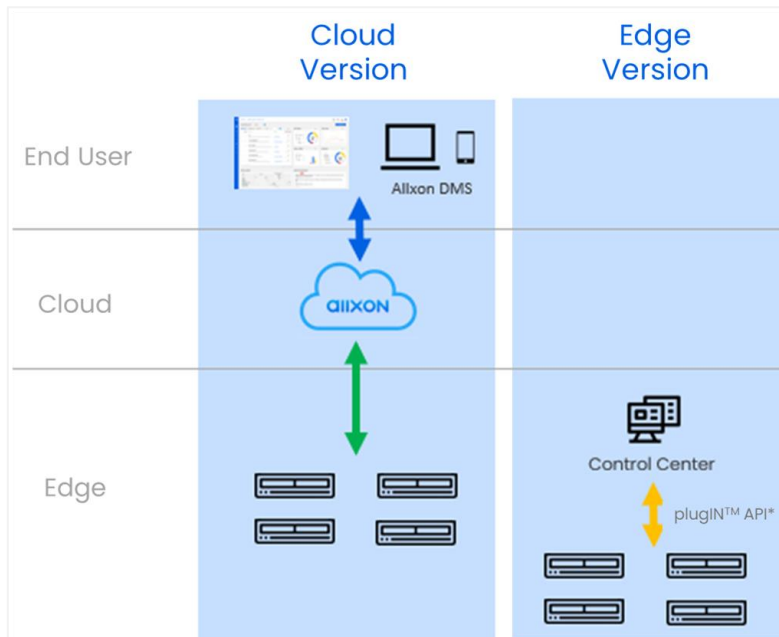 Cloud
Version
Edge
Version
End User
Allxon DMS
Cloud
allxon
Edge
Control Center
plugIN™ API*